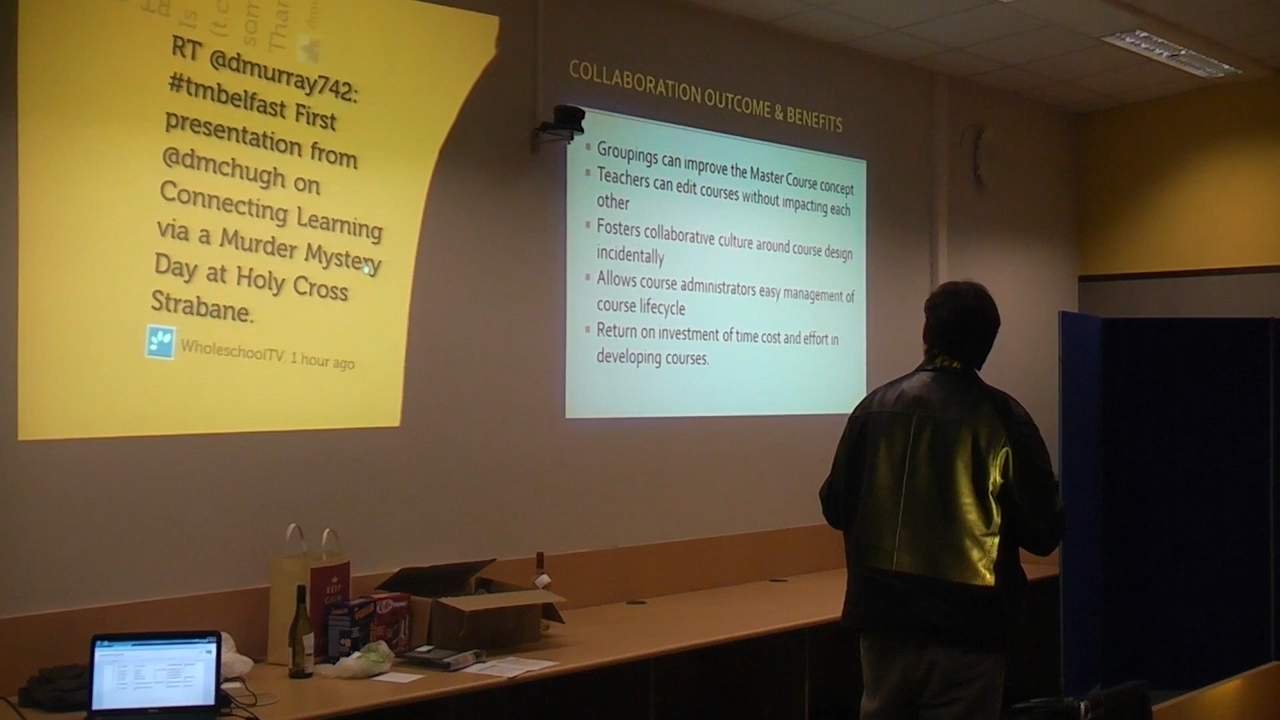 RT @dmurray742:
#tmbelfast First
presentation from
@dmchugh on
Connecting Learning
via a Murder Mystery
Day at Holy Cross
Strabane.
WholeschoolTV, 1 hour ago
COLLABORATION OUTCOME & BENEFITS
Groupings can improve the Master Course concept
Teachers can edit courses without impacting each
other
Fosters collaborative culture around course design
incidentally
Allows course administrators easy management of
course lifecycle
Return on investment of time cost and effort in
developing courses.
KEEP
CALM